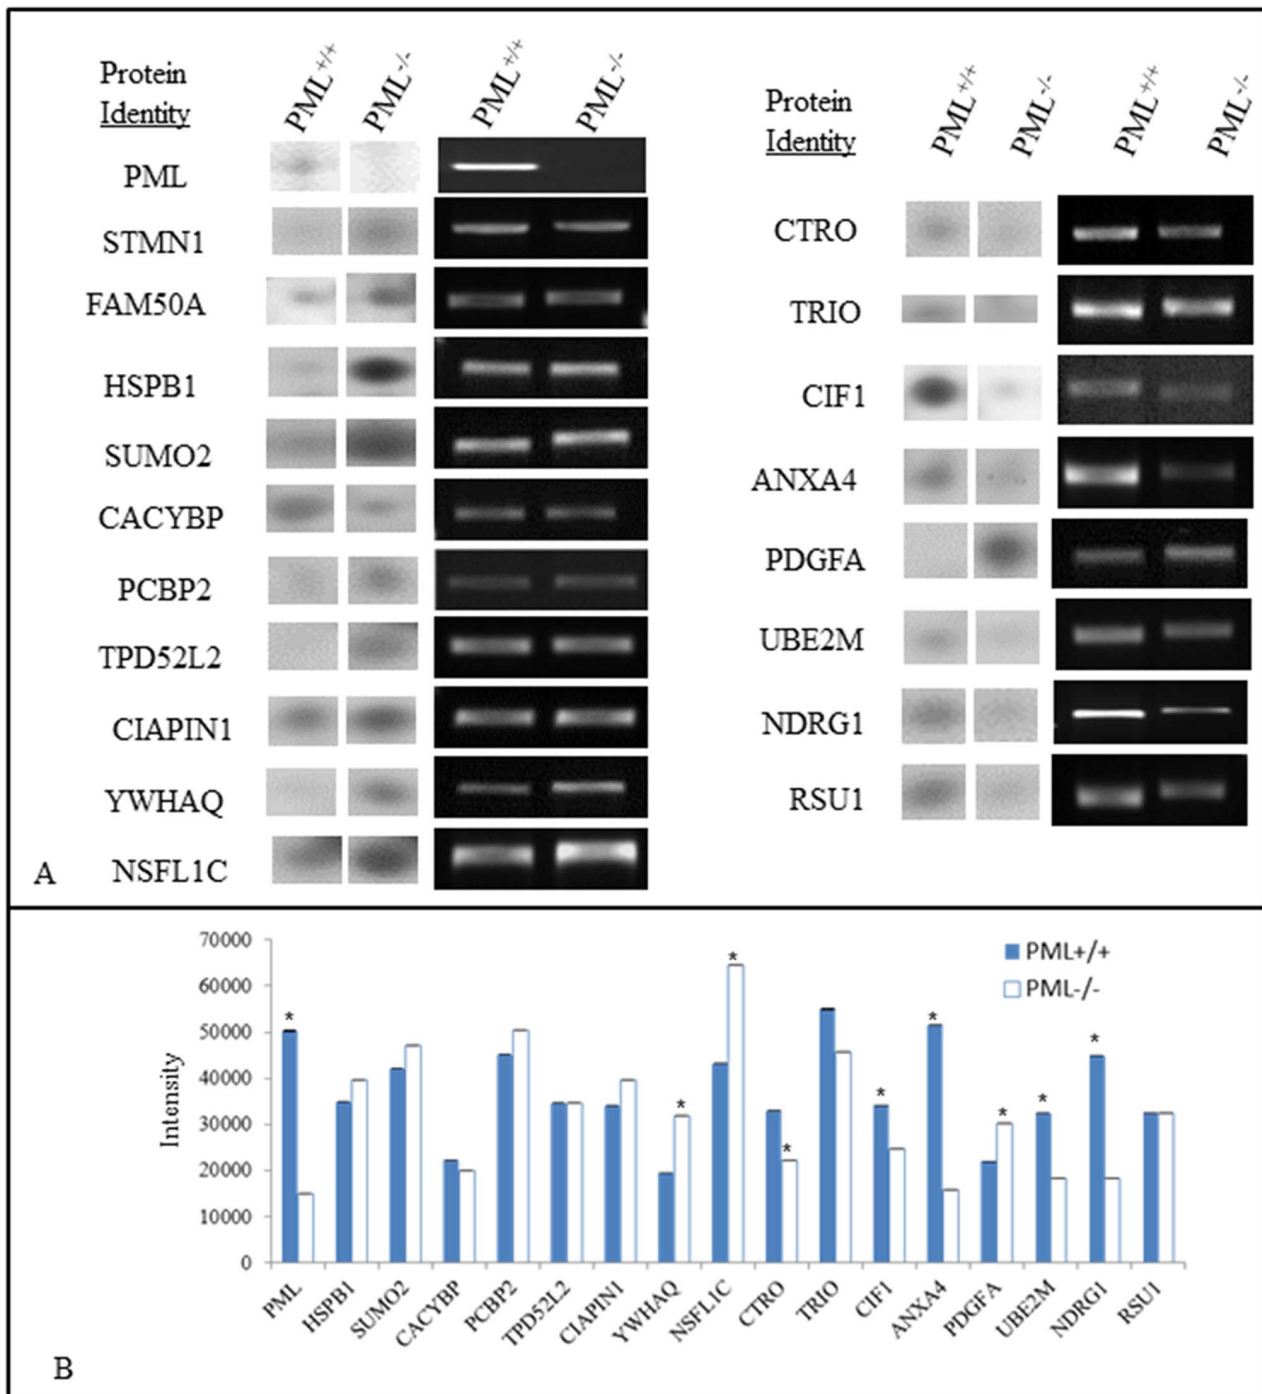 Protein
Identity
PML+/+
PML-/-
PML+/+
PML-/-
PML
STMN1
FAM50A
HSPB1
SUMO2
CACYBP
PCBP2
TPD52L2
CIAPIN1
YWHAQ
NSFL1C
A
Protein
Identity
PML+/+
PML-/-
PML+/+
PML-/-
CTRO
TRIO
CIF1
ANXA4
PDGFA
UBE2M
NDRG1
RSU1
70000
60000
50000
40000
30000
20000
10000
0
Intensity
PML+/+
PML-/-
*
*
*
*
*
*
*
*
*
PML
HSPB1
SUMO2
CACYBP
PCBP2
TPD52L2
CIAPIN1
YWHAQ
NSFL1C
CTRO
TRIO
CIF1
ANXA4
PDGFA
UBE2M
NDRG1
RSU1
B